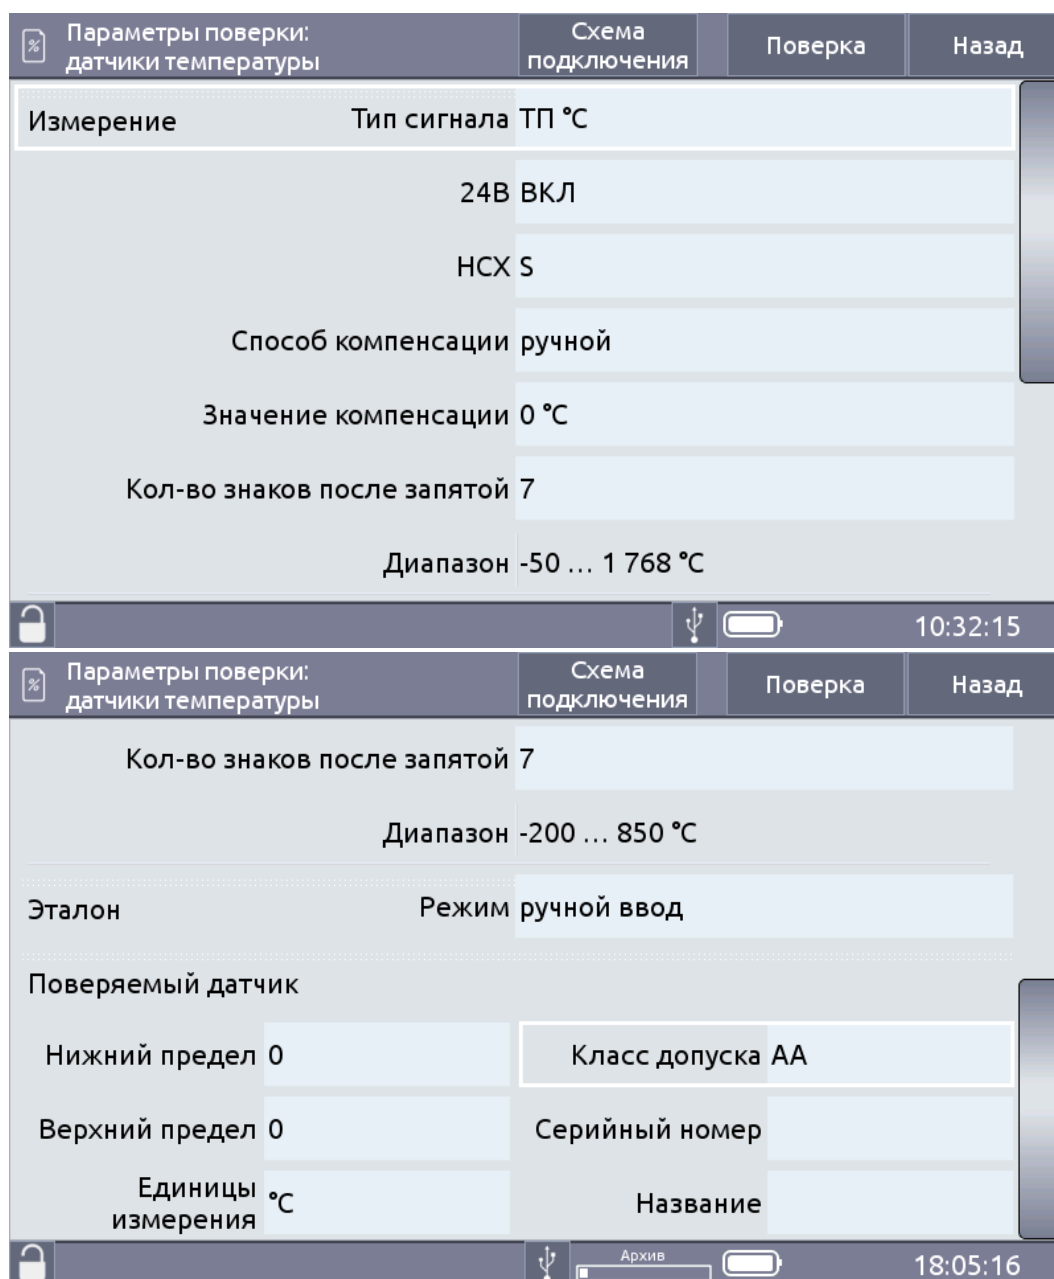 Параметры поверки:
датчики температуры
Схема
подключения
Поверка
Назад
Измерение Тип сигнала ТП °C
24В ВКЛ
НСХ S
Способ компенсации ручной
Значение компенсации 0 °C
Кол-во знаков после запятой 7
Диапазон -50 ... 1 768 °C
10:32:15
Параметры поверки:
датчики температуры
Схема
подключения
Поверка
Назад
Кол-во знаков после запятой 7
Диапазон -200 ... 850 °C
Эталон Режим ручной ввод
Поверяемый датчик
Нижний предел 0 Класс допуска AA
Верхний предел 0 Серийный номер
Единицы
измерения °C Название
Архив
18:05:16